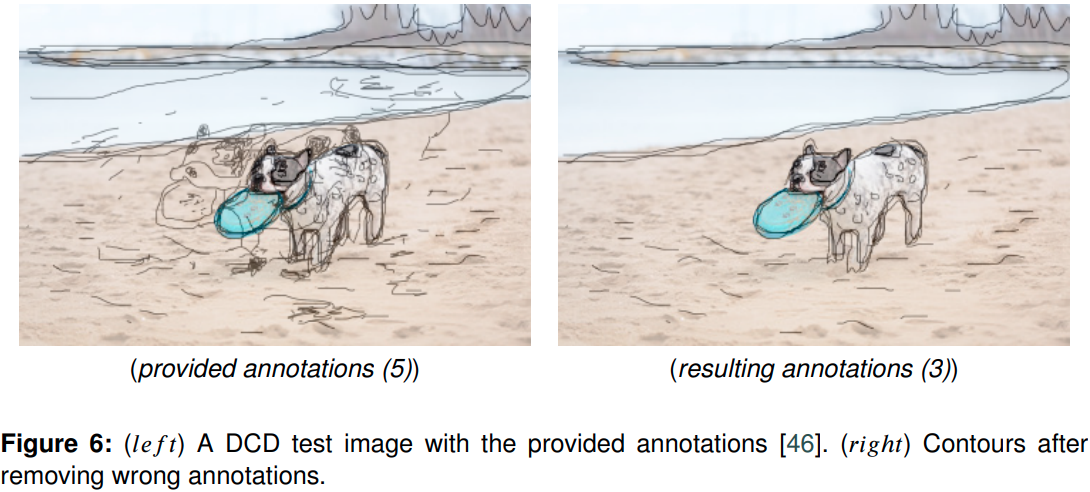 (provided annotations (5))
(resulting annotations (3))
Figure 6: (left) A DCD test image with the provided annotations [46]. (right) Contours after
removing wrong annotations.